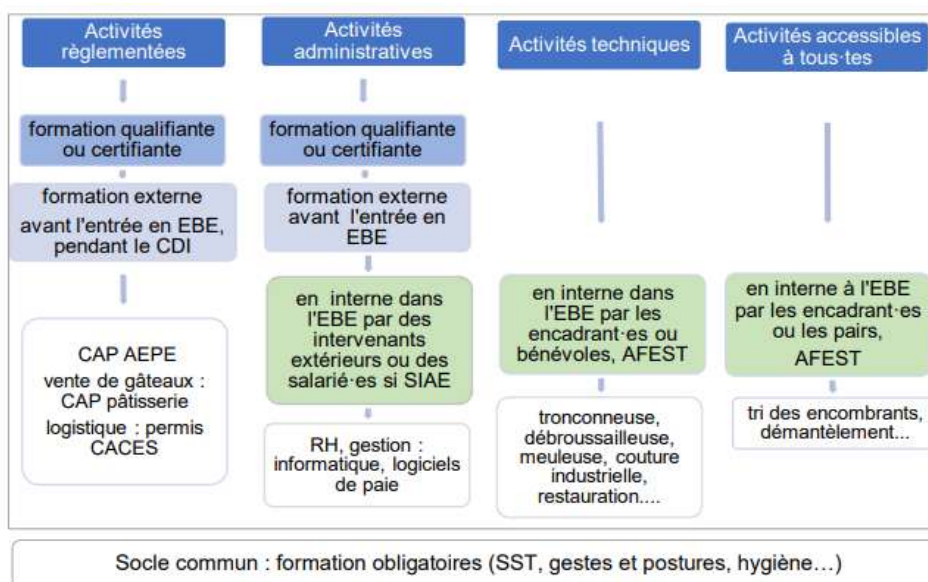 Activités
règlementées
formation qualifiante
ou certifiante
formation externe
avant l'entrée en EBE,
pendant le CDI
CAP AEPE
vente de gâteaux :
CAP pâtisserie
logistique : permis
CACES
Activités
administratives
formation qualifiante
ou certifiante
formation externe
avant l'entrée en
EBE
en interne dans
l'EBE par des
intervenants
extérieurs ou des
salarié·es si SIAE
RH, gestion :
informatique, logiciels
de paie
Activités techniques
en interne dans
l'EBE par les
encadrant·es ou
bénévoles, AFEST
tronconneuse,
débroussailleuse,
meuleuse, couture
industrielle,
restauration....
Activités accessibles
à tous·tes
en interne à l'EBE
par les encadrant·es
ou les pairs,
AFEST
tri des encombrants,
démantèlement...
Socle commun : formation obligatoires (SST, gestes et postures, hygiène…)